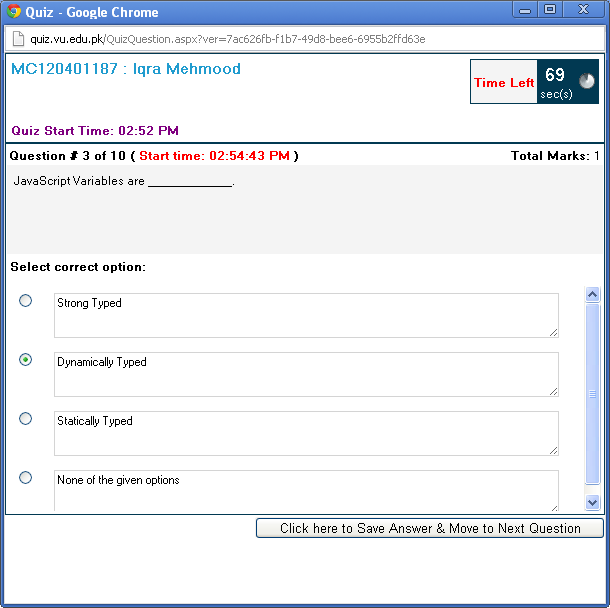 Quiz - Google Chrome
quiz.vu.edu.pk/QuizQuestion.aspx?ver=7ac626fb-f1b7-49d8-bee6-6955b2ffd63e
MC120401187 : Iqra Mehmood
Time Left 69 sec(s)
Quiz Start Time: 02:52 PM
Question # 3 of 10 ( Start time: 02:54:43 PM ) Total Marks: 1
JavaScript Variables are _____________.
Select correct option:
Strong Typed
Dynamically Typed
Statically Typed
None of the given options
Click here to Save Answer & Move to Next Question